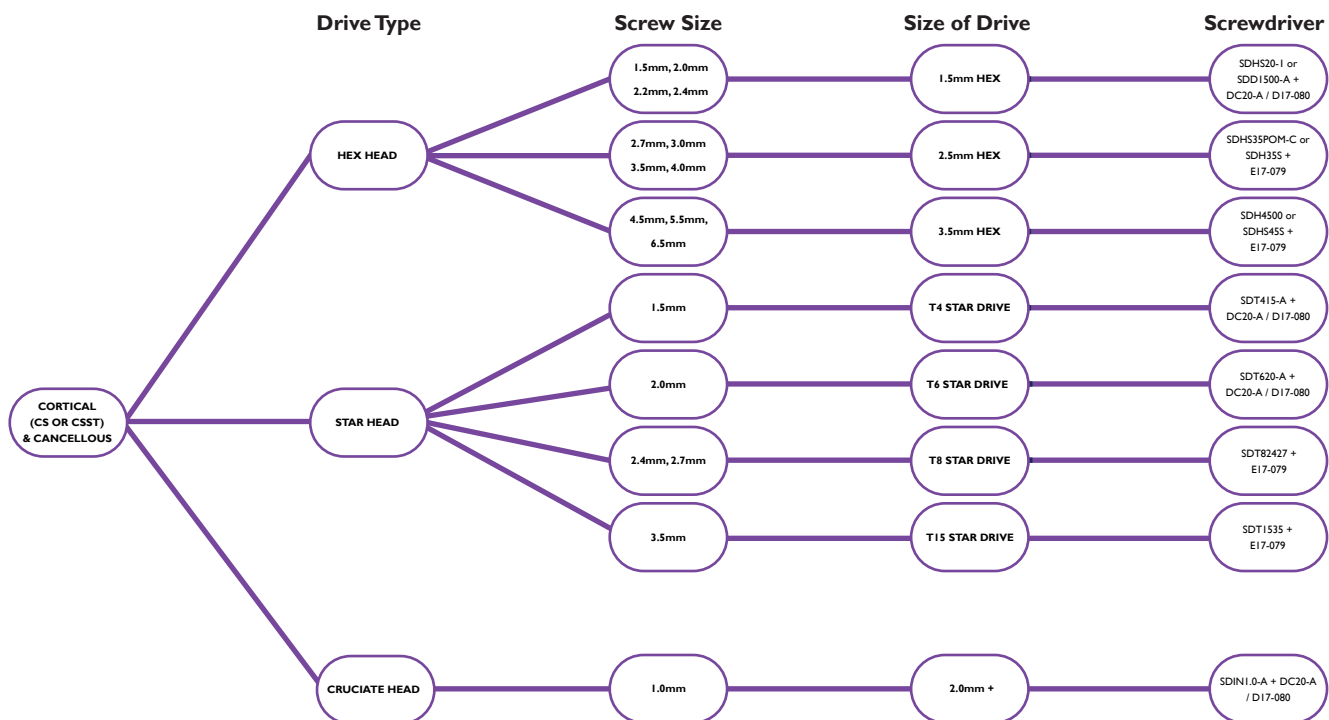 Drive Type
Screw Size
Size of Drive
Screwdriver
1.5mm, 2.0mm
2.2mm, 2.4mm
1.5mm HEX
SDHS20-1 or
SDD1500-A +
DC20-A / D17-080
HEX HEAD
2.7mm, 3.0mm
3.5mm, 4.0mm
2.5mm HEX
SDHS35POM-C or
SDH35S +
E17-079
4.5mm, 5.5mm,
6.5mm
3.5mm HEX
SDH4500 or
SDHS45S +
E17-079
1.5mm
T4 STAR DRIVE
SDT415-A +
DC20-A / D17-080
2.0mm
T6 STAR DRIVE
SDT620-A +
DC20-A / D17-080
CORTICAL
(CS OR CSST)
& CANCELLOUS
STAR HEAD
2.4mm, 2.7mm
T8 STAR DRIVE
SDT82427 +
E17-079
3.5mm
T15 STAR DRIVE
SDT1535 +
E17-079
CRUCIATE HEAD
1.0mm
2.0mm +
SDIN1.0-A + DC20-A
/ D17-080